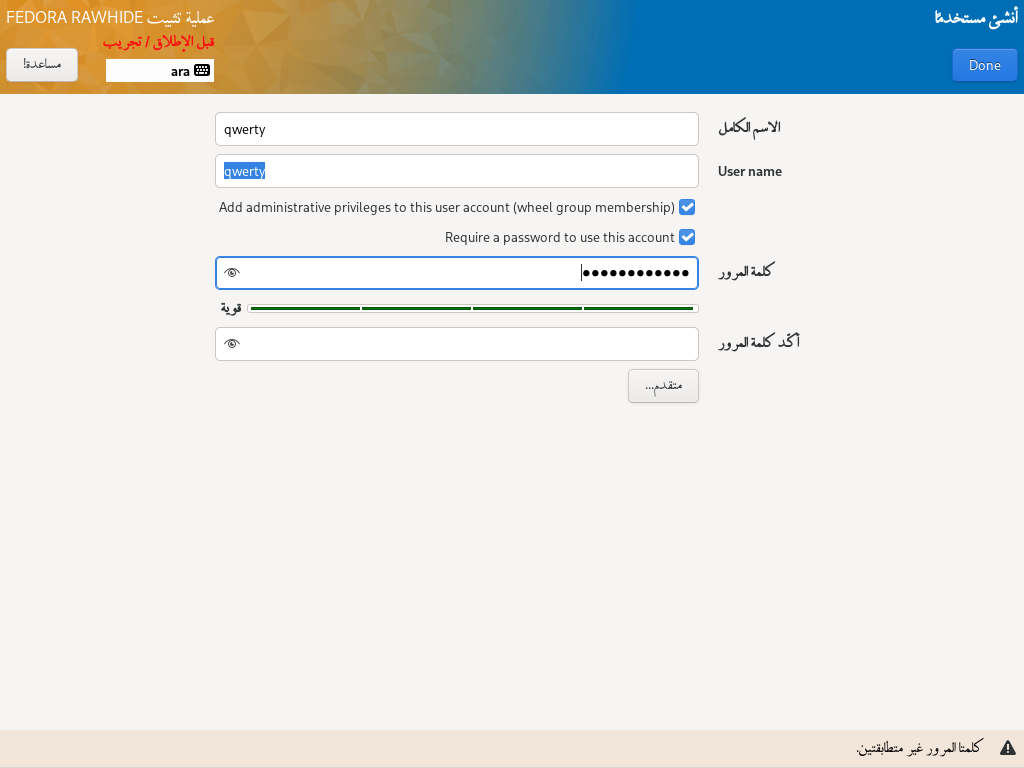 أنشئ مستخدمًا
Done
عملية تثبيت FEDORA RAWHIDE
قبل الإطلاق / تجريب
ara
مساعدة!
الاسم الكامل
qwerty
User name
qwerty
Add administrative privileges to this user account (wheel group membership)
Require a password to use this account
كلمة المرور
●●●●●●●●●●●●
قوية
أكّد كلمة المرور
متقدم...
كلمتا المرور غير متطابقتين.